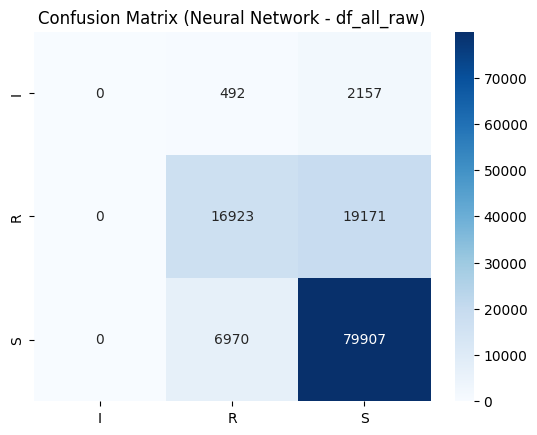 Confusion Matrix (Neural Network - df_all_raw)
I 0 492 2157
R 0 16923 19171
S 0 6970 79907
I R S
70000
60000
50000
40000
30000
20000
10000
0